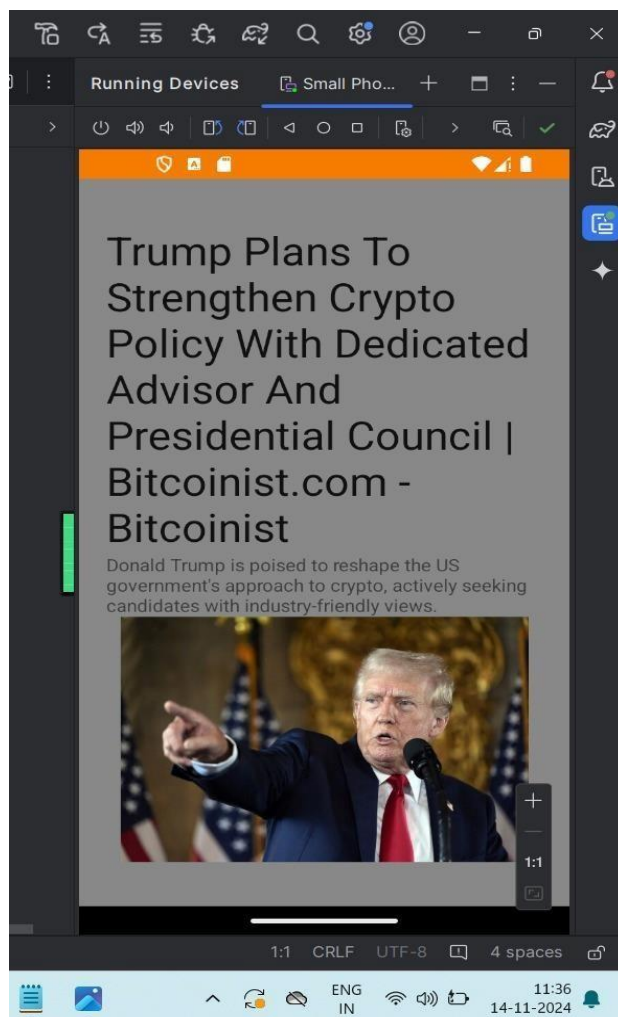 Running Devices
Small Pho...
Trump Plans To
Strengthen Crypto
Policy With Dedicated
Advisor And
Presidential Council |
Bitcoinist.com -
Bitcoinist
Donald Trump is poised to reshape the US
government's approach to crypto, actively seeking
candidates with industry-friendly views.
1:1
1:1 CRLF UTF-8 4 spaces
ENG
IN
11:36
14-11-2024